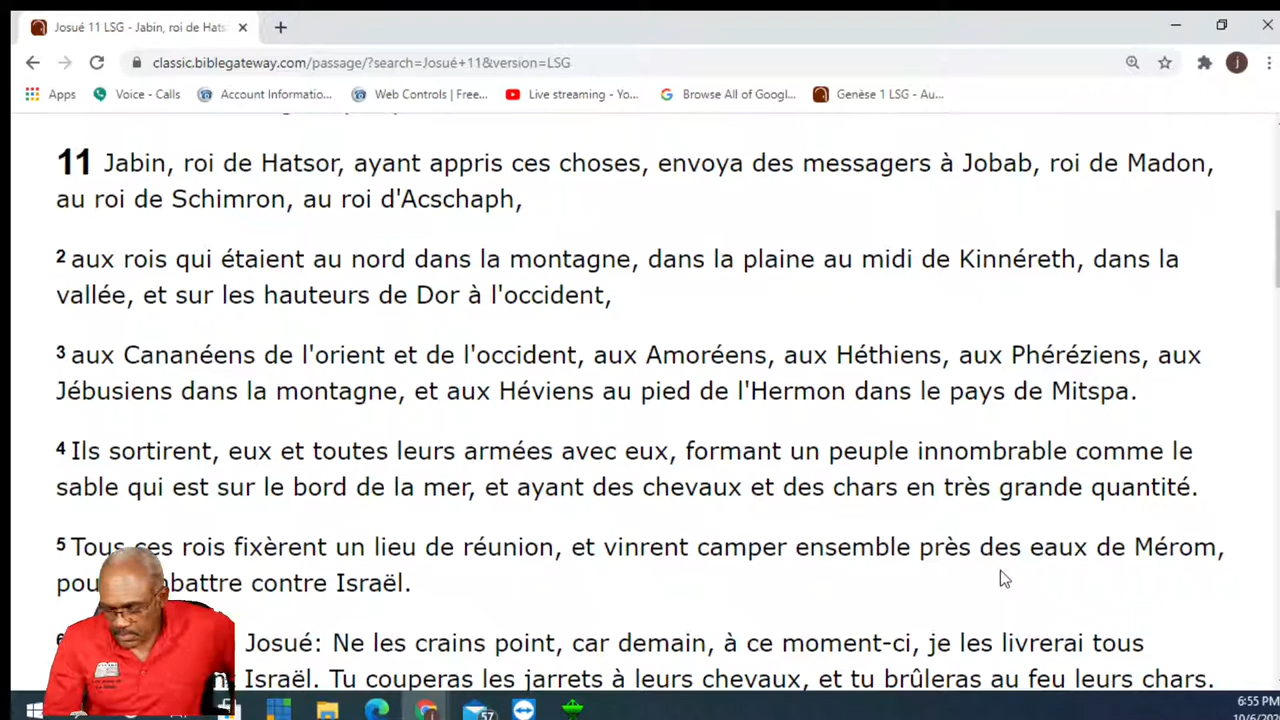 Josué 11 LSG - Jabin, roi de Hats
classic.biblegateway.com/passage/?search=Josué+11&version=LSG
j
Apps Voice - Calls Account Informatio... Web Controls | Free... Live streaming - Yo... Browse All of Googl... Genèse 1 LSG - Au...
11 Jabin, roi de Hatsor, ayant appris ces choses, envoya des messagers à Jobab, roi de Madon,
au roi de Schimron, au roi d'Acschaph,
2 aux rois qui étaient au nord dans la montagne, dans la plaine au midi de Kinnéreth, dans la
vallée, et sur les hauteurs de Dor à l'occident,
3 aux Cananéens de l'orient et de l'occident, aux Amoréens, aux Héthiens, aux Phéréziens, aux
Jébusiens dans la montagne, et aux Héviens au pied de l'Hermon dans le pays de Mitspa.
4 Ils sortirent, eux et toutes leurs armées avec eux, formant un peuple innombrable comme le
sable qui est sur le bord de la mer, et ayant des chevaux et des chars en très grande quantité.
5 Tous ces rois fixèrent un lieu de réunion, et vinrent camper ensemble près des eaux de Mérom,
contre Israël.
Josué: Ne les crains point, car demain, à ce moment-ci, je les livrerai tous
Israël. Tu couperas les jarrets à leurs chevaux, et tu brûleras au feu leurs chars.
57
6:55 PM